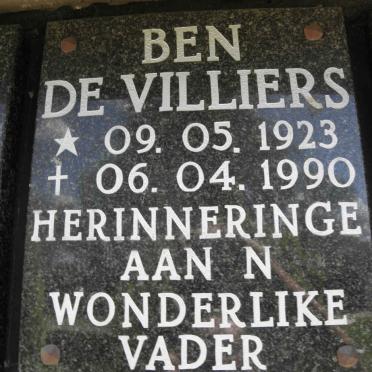 BEN
DE VILLIERS
★ 09. 05. 1923
† 06. 04. 1990
HERINNERINGE
AAN N
WONDERLIKE
VADER